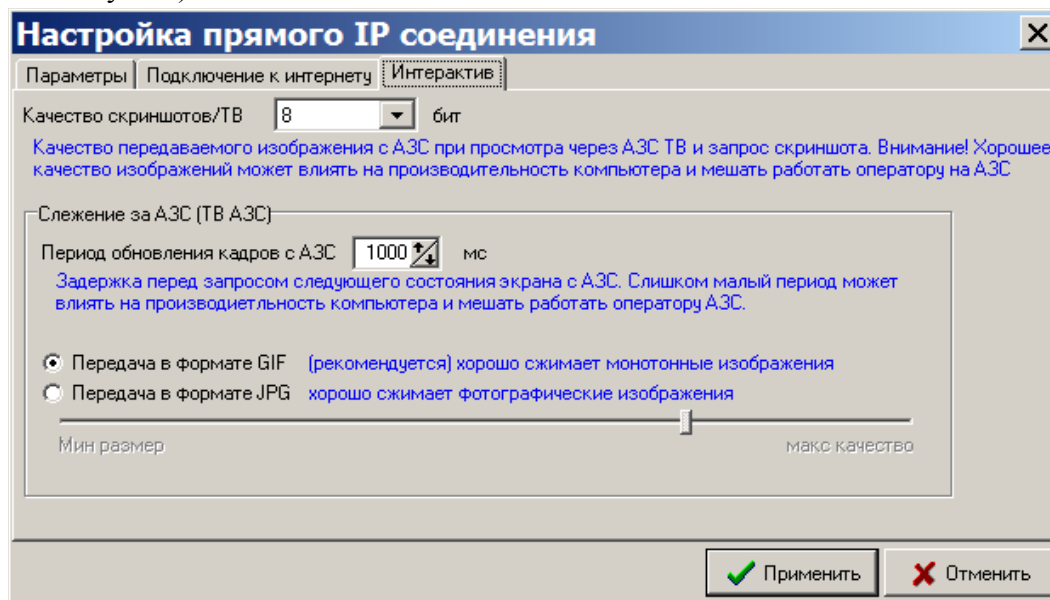 Настройка прямого IP соединения
Параметры Подключение к интернету Интерактив
Качество скриншотов/ТВ 8 бит
Качество передаваемого изображения с АЗС при просмотра через АЗС ТВ и запрос скриншота. Внимание! Хорошее
качество изображений может влиять на производительность компьютера и мешать работать оператору на АЗС
Слежение за АЗС (ТВ АЗС)
Период обновления кадров с АЗС 1000 мс
Задержка перед запросом следующего состояния экрана с АЗС. Слишком малый период может
влиять на производиетльность компьютера и мешать работать оператору АЗС.
Передача в формате GIF (рекомендуется) хорошо сжимает монотонные изображения
Передача в формате JPG хорошо сжимает фотографические изображения
Мин размер макс качество
Применить Отменить